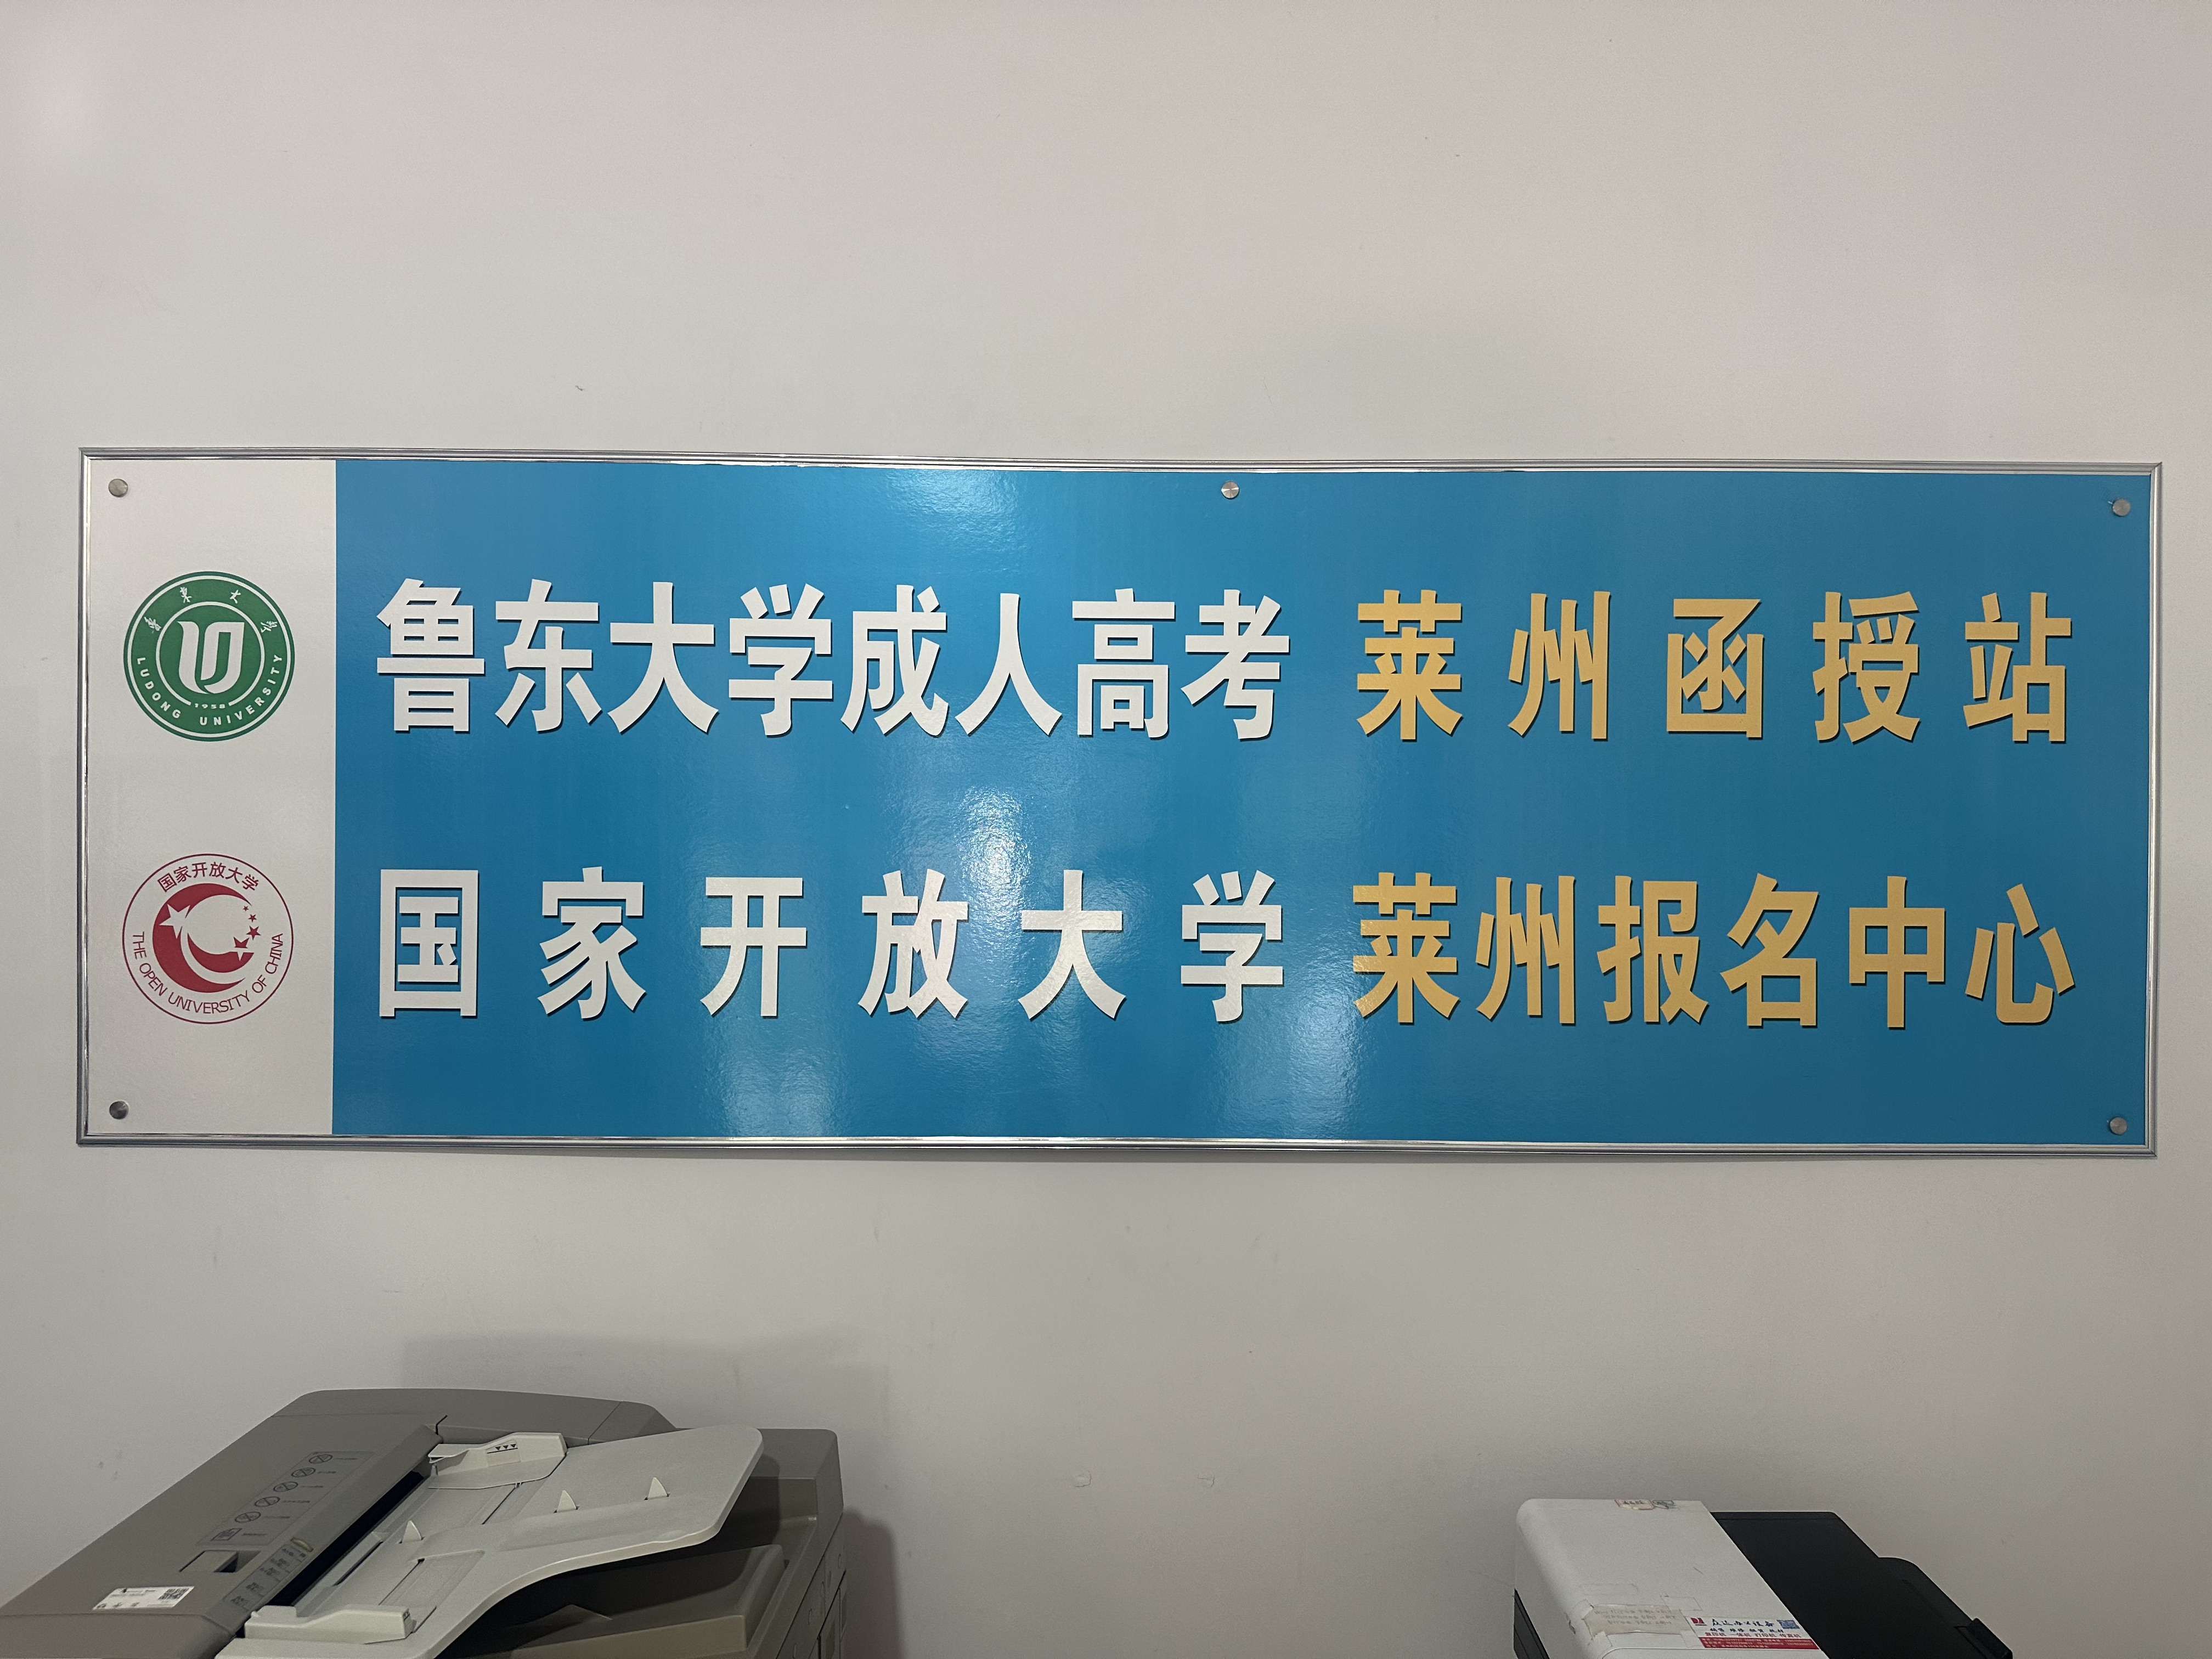 鲁东大学成人高考 莱州函授站
国家开放大学 莱州报名中心
LUDONG UNIVERSITY
1958
国家开放大学
THE OPEN UNIVERSITY OF CHINA